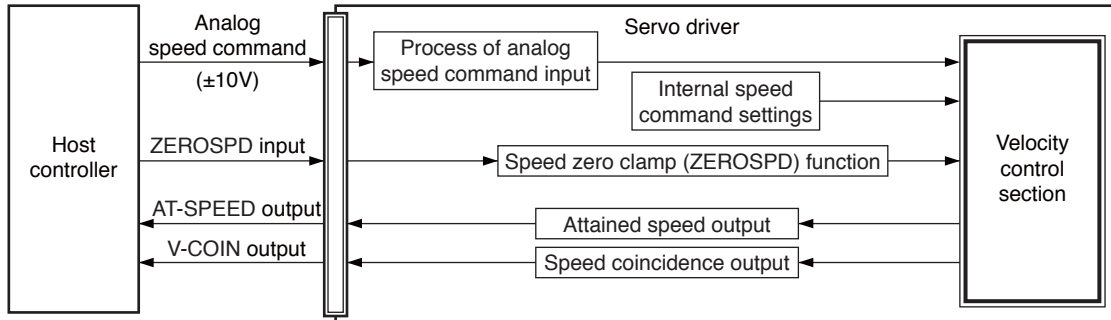 Analog
speed command
(±10V)
Servo driver
Process of analog
speed command input
Internal speed
command settings
Host
controller
ZEROSPD input
Speed zero clamp (ZEROSPD) function
Velocity
control
section
AT-SPEED output
Attained speed output
V-COIN output
Speed coincidence output